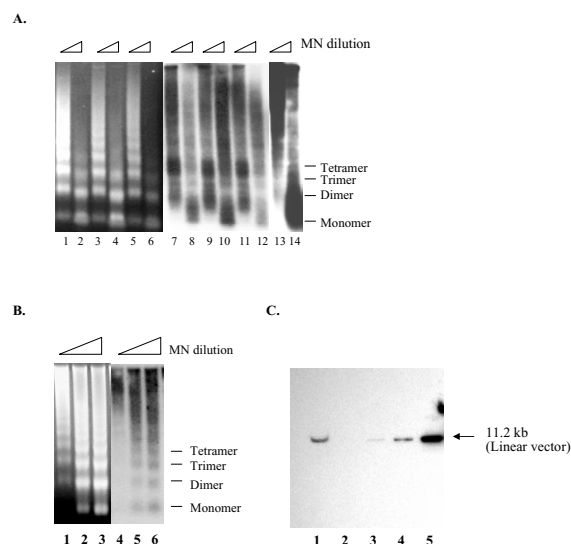 A.
MN dilution
Tetramer
Trimer
Dimer
Monomer
1 2 3 4 5 6 7 8 9 10 11 12 13 14
B.
C.
MN dilution
Tetramer
Trimer
Dimer
Monomer
1 2 3 4 5 6
11.2 kb
(Linear vector)
1 2 3 4 5